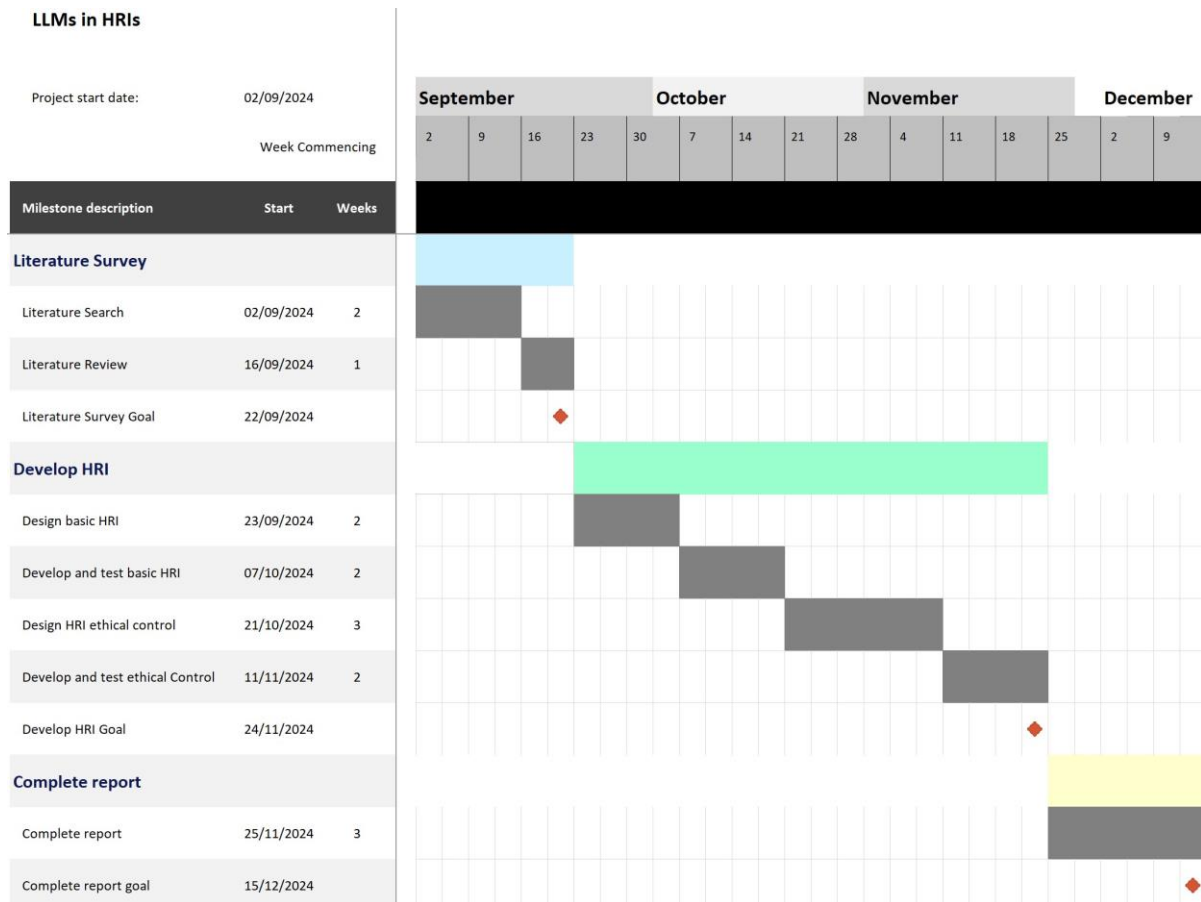 LLMs in HRIs
Project start date: 02/09/2024
September October November December
Week Commencing 2 9 16 23 30 7 14 21 28 4 11 18 25 2 9
Milestone description Start Weeks
Literature Survey
Literature Search 02/09/2024 2
Literature Review 16/09/2024 1
Literature Survey Goal 22/09/2024
Develop HRI
Design basic HRI 23/09/2024 2
Develop and test basic HRI 07/10/2024 2
Design HRI ethical control 21/10/2024 3
Develop and test ethical Control 11/11/2024 2
Develop HRI Goal 24/11/2024
Complete report
Complete report 25/11/2024 3
Complete report goal 15/12/2024